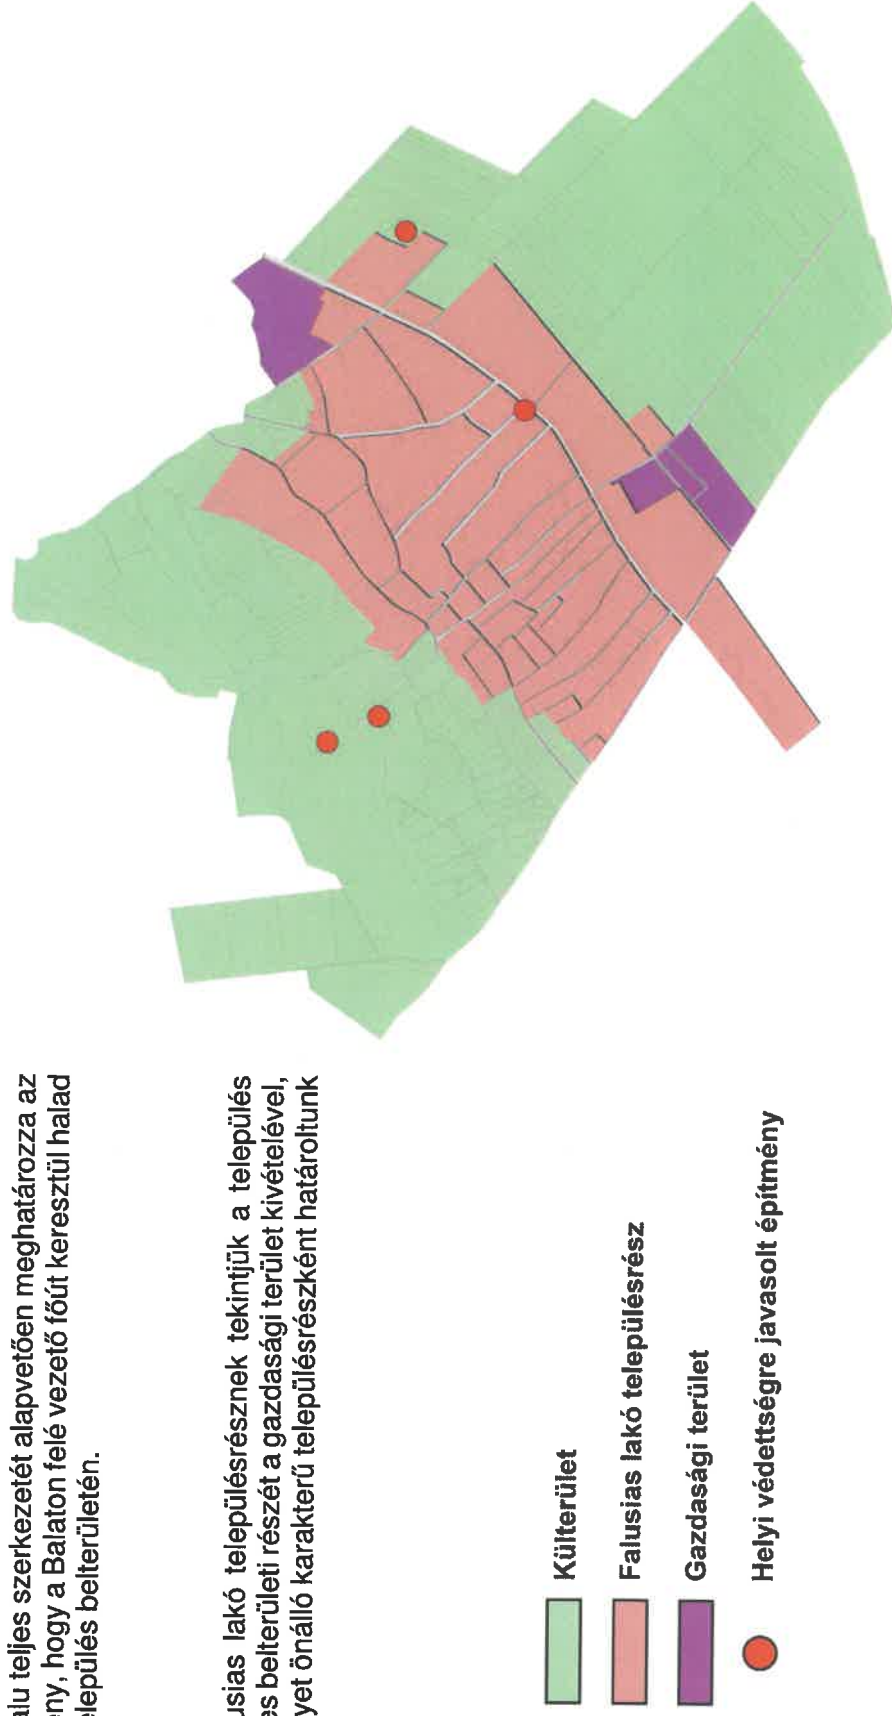 alu teljes szerkezetét alapvetően meghatározza az
ny, hogy a Balaton felé vezető főút keresztül halad
elepülés belterületén.
usias lakó településrésznek tekintjük a település
es belterületi részét a gazdasági terület kivételével,
yet önálló karakterű településrészként határoltunk
Külterület
Falusias lakó településrész
Gazdasági terület
Helyi védettségre javasolt építmény